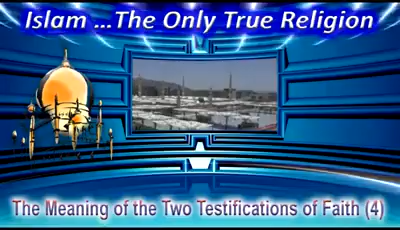 Islam ...The Only True Religion
The Meaning of the Two Testifications of Faith (4)